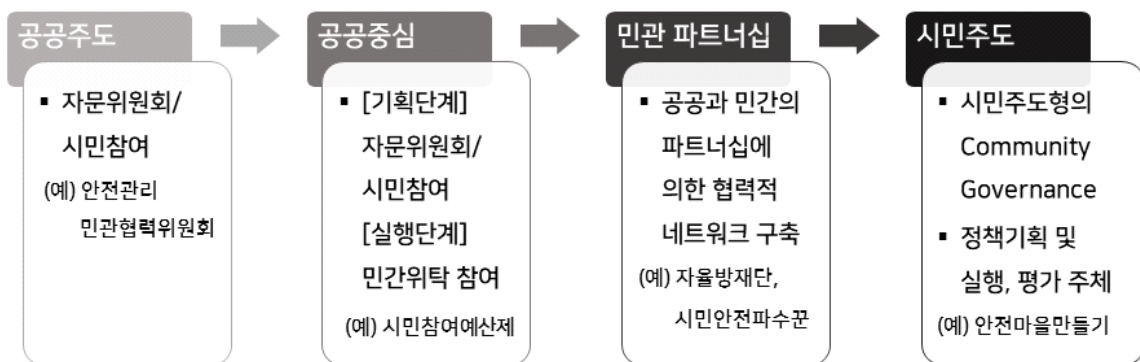 공공주도
▪ 자문위원회/
시민참여
(예) 안전관리
민관협력위원회
공공중심
▪ [기획단계]
자문위원회/
시민참여
[실행단계]
민간위탁 참여
(예) 시민참여예산제
민관 파트너십
▪ 공공과 민간의
파트너십에
의한 협력적
네트워크 구축
(예) 자율방재단,
시민안전파수꾼
시민주도
▪ 시민주도형의
Community
Governance
▪ 정책기획 및
실행, 평가 주체
(예) 안전마을만들기